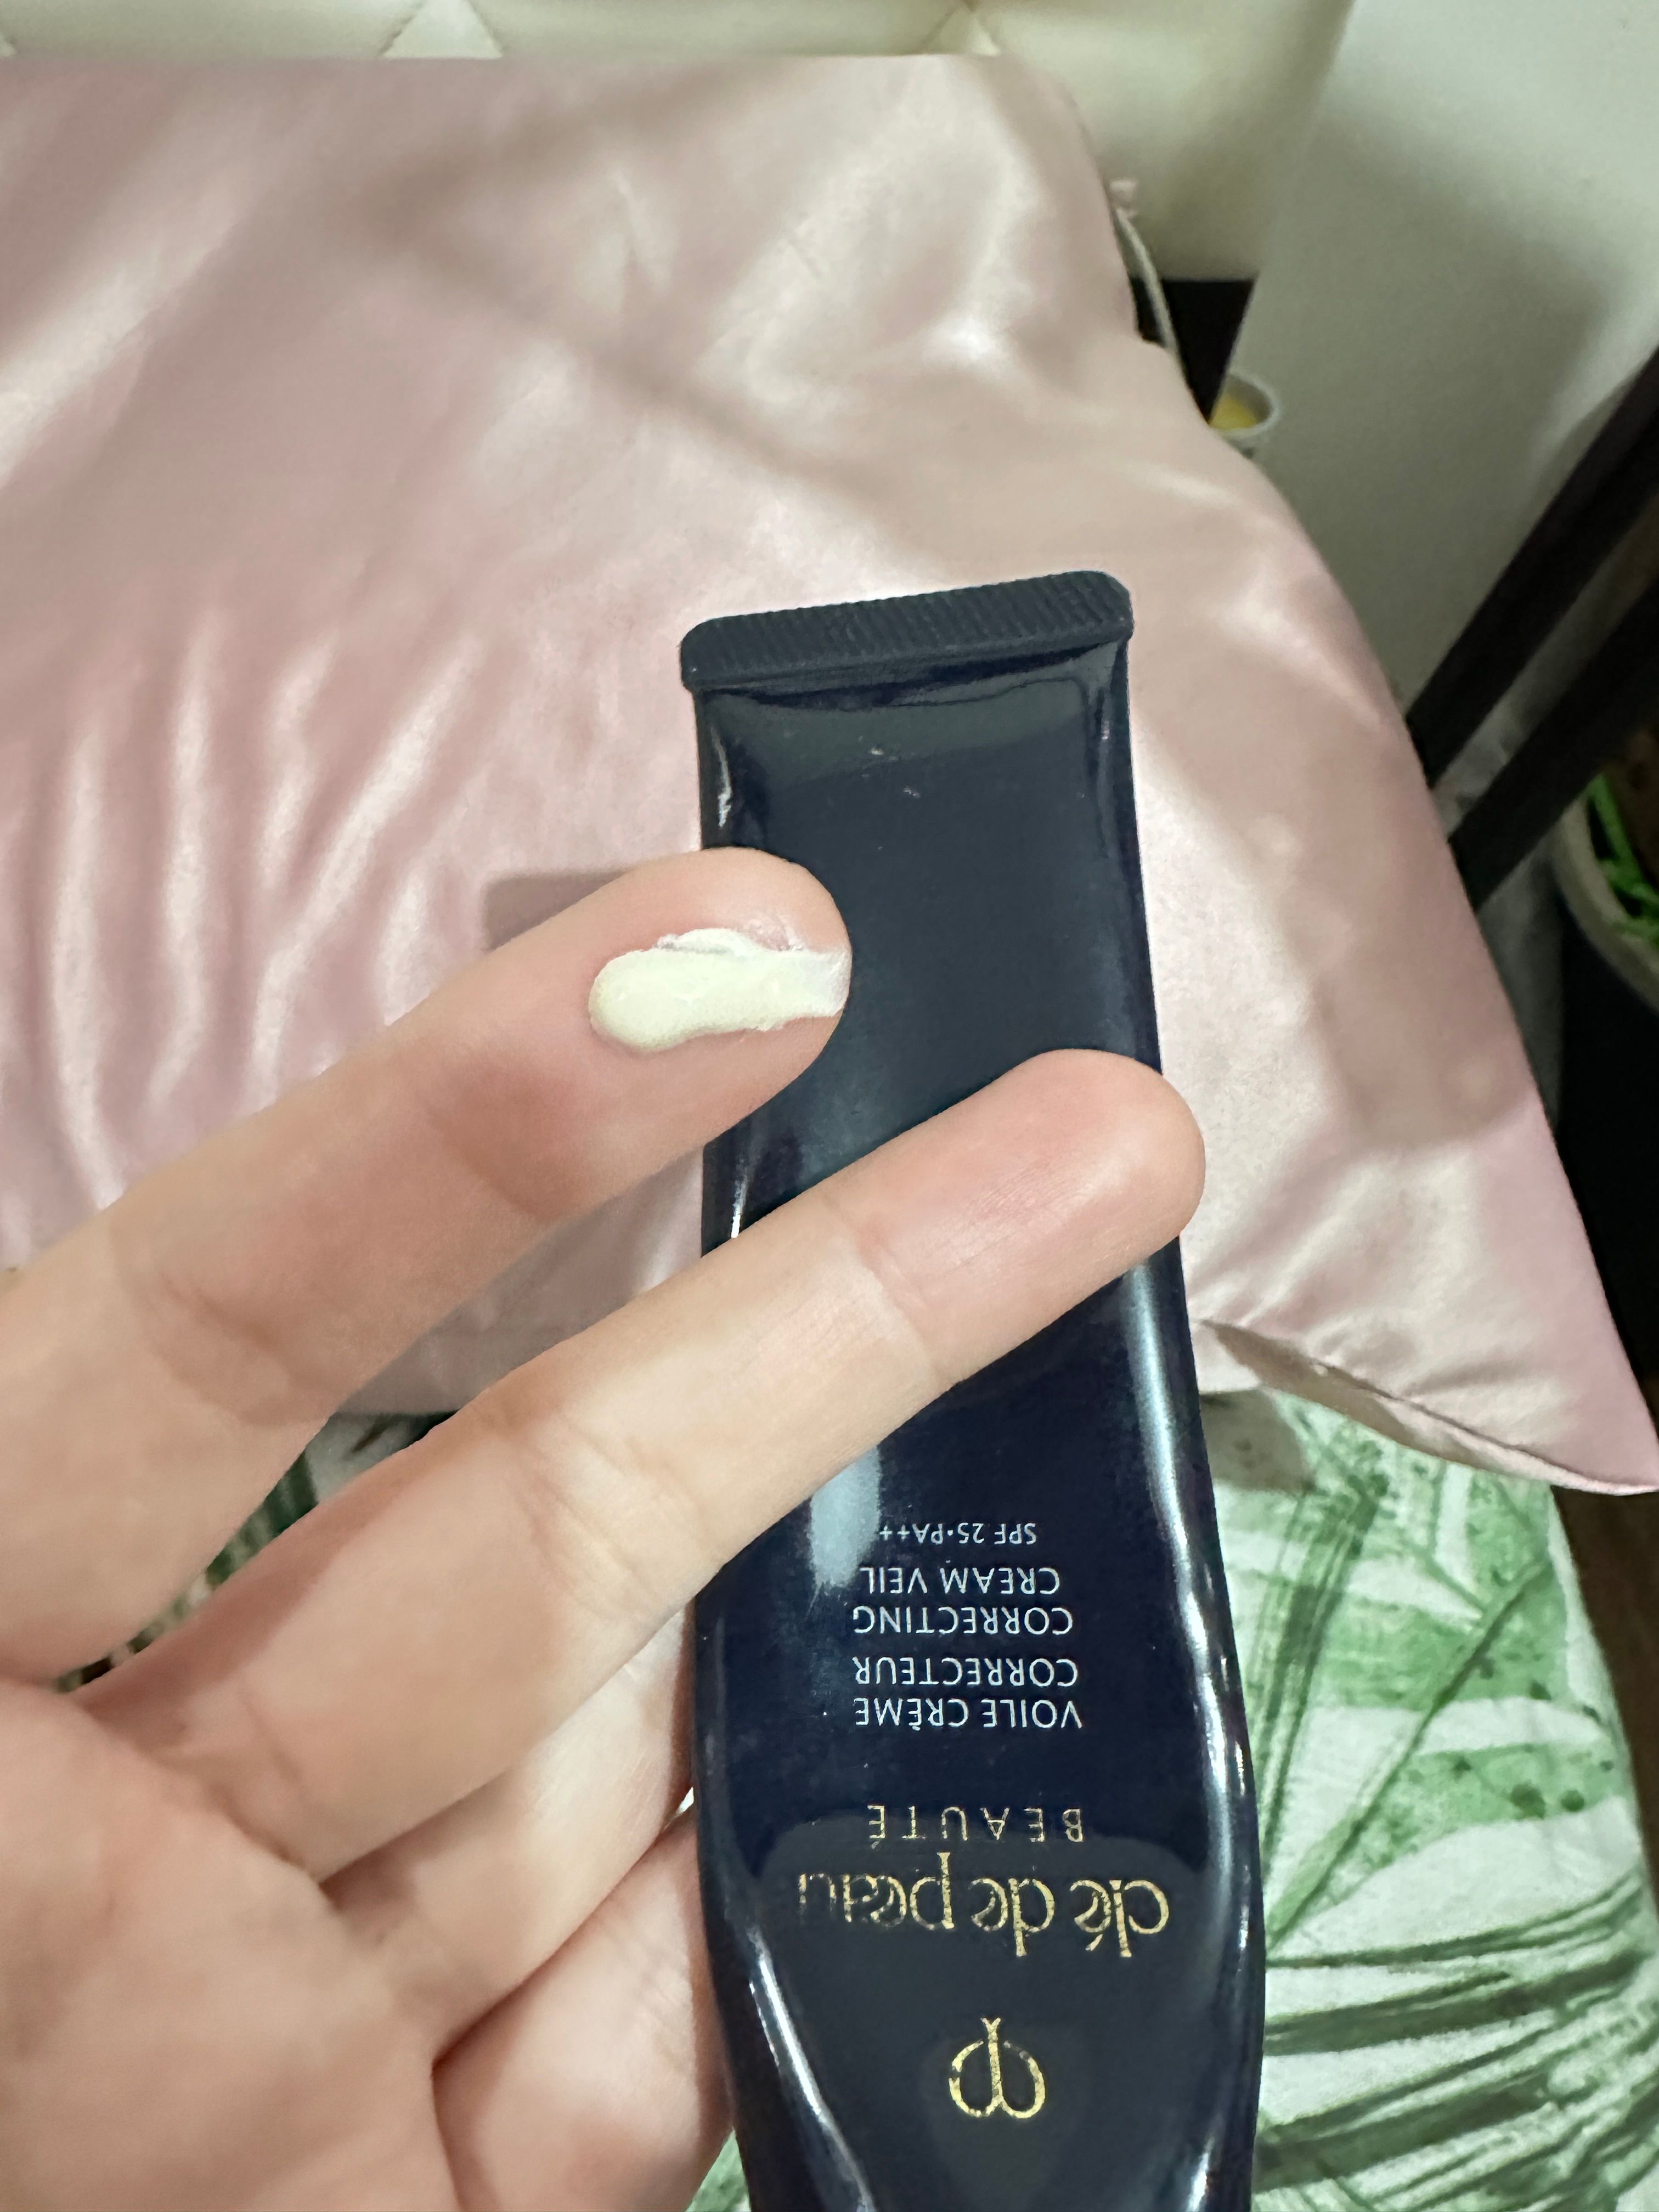 clé de peau
BEAUTÉ
VOILE CRÈME
CORRECTEUR
CORRECTING
CREAM VEIL
SPF 25·PA++